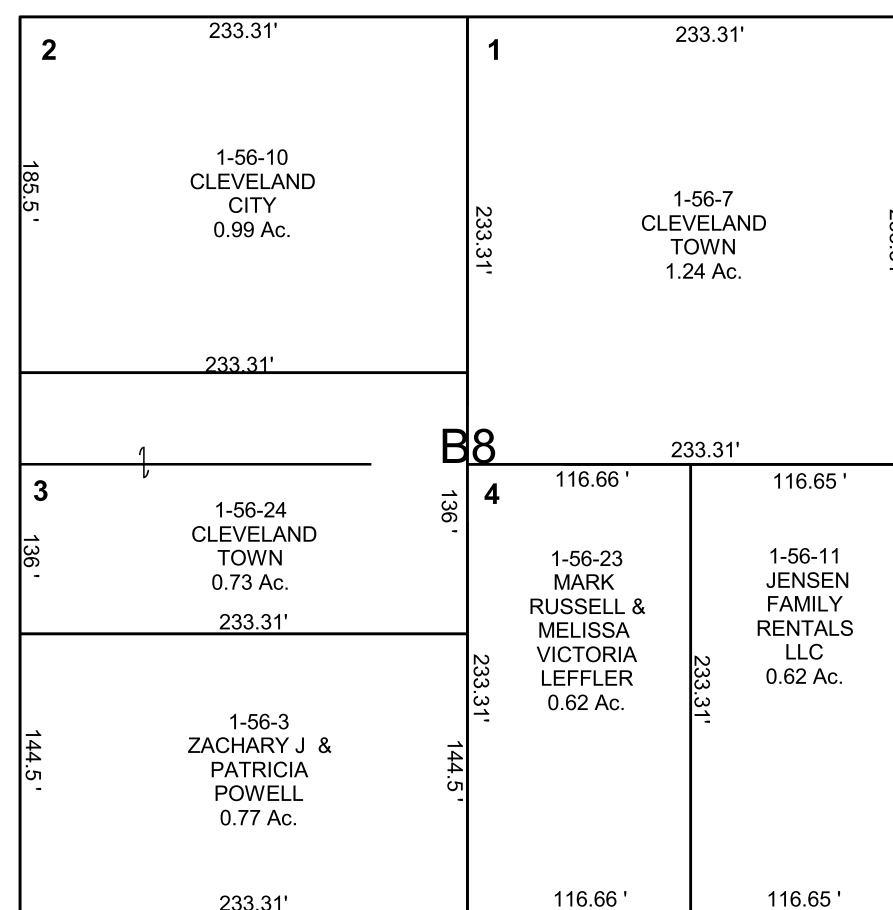 233.31'
2
185.5 '
1-56-10
CLEVELAND
CITY
0.99 Ac.
233.31'
233.31'
1
233.31'
1-56-7
CLEVELAND
TOWN
1.24 Ac.
233.31'
B8
3
136 '
1-56-24
CLEVELAND
TOWN
0.73 Ac.
136 '
233.31'
144.5 '
1-56-3
ZACHARY J &
PATRICIA
POWELL
0.77 Ac.
144.5 '
233.31'
4
116.66 '
1-56-23
MARK
RUSSELL &
MELISSA
VICTORIA
LEFFLER
0.62 Ac.
233.31'
116.66 '
116.65 '
1-56-11
JENSEN
FAMILY
RENTALS
LLC
0.62 Ac.
233.31'
116.65 '